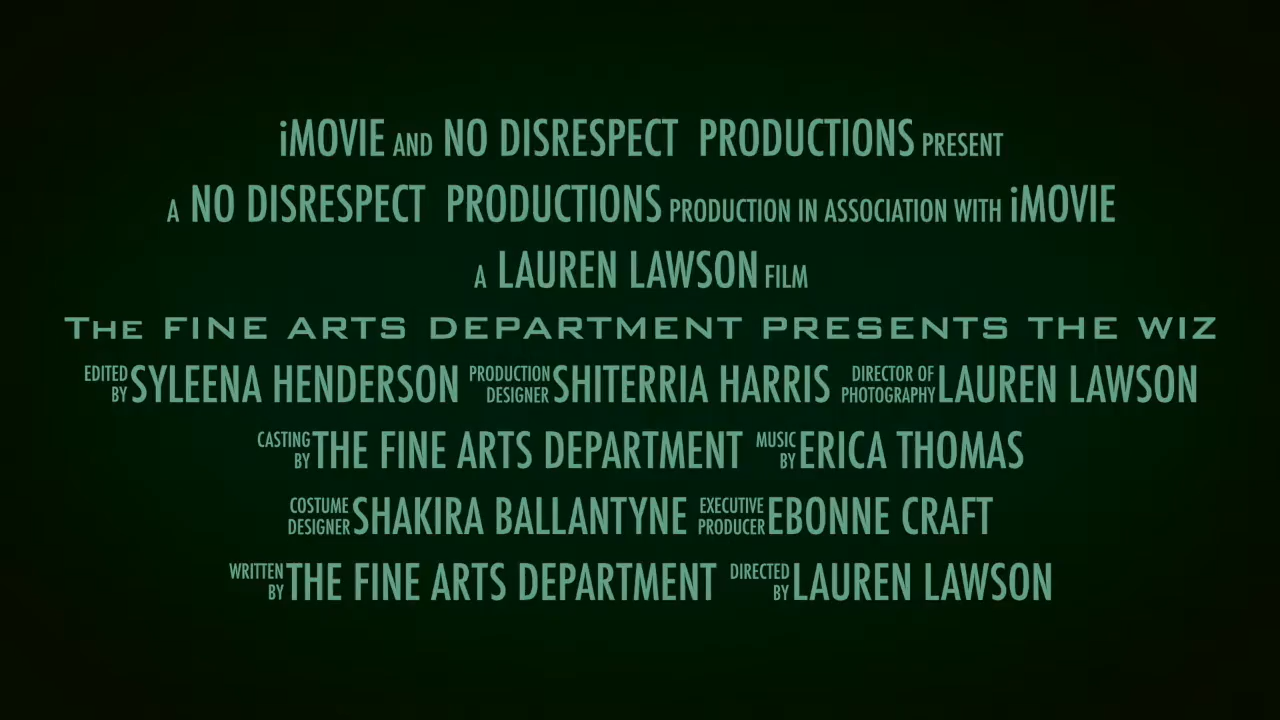 iMOVIE AND NO DISRESPECT PRODUCTIONS PRESENT
A NO DISRESPECT PRODUCTIONS PRODUCTION IN ASSOCIATION WITH iMOVIE
A LAUREN LAWSON FILM
The FINE ARTS DEPARTMENT PRESENTS THE WIZ
EDITED BY SYLEENA HENDERSON PRODUCTION DESIGNER SHITERRIA HARRIS DIRECTOR OF PHOTOGRAPHY LAUREN LAWSON
CASTING BY THE FINE ARTS DEPARTMENT MUSIC BY ERICA THOMAS
COSTUME DESIGNER SHAKIRA BALLANTYNE EXECUTIVE PRODUCER EBONNE CRAFT
WRITTEN BY THE FINE ARTS DEPARTMENT DIRECTED BY LAUREN LAWSON